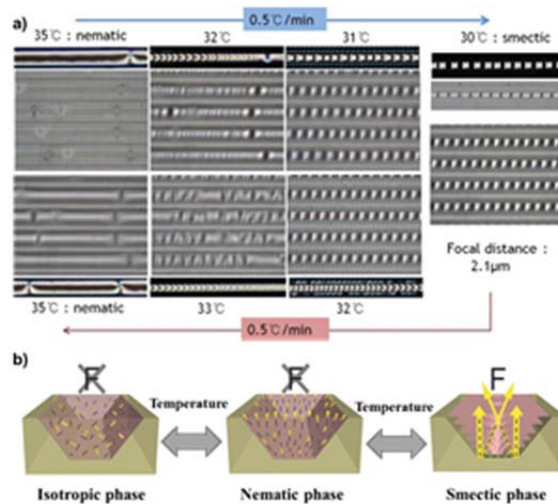 a)
0.5℃/min
35℃ : nematic
32℃
31℃
30℃ : smectic
Focal distance :
2.1μm
35℃ : nematic
33℃
32℃
0.5℃/min
b)
F
F
F
Temperature
Temperature
Isotropic phase
Nematic phase
Smectic phase